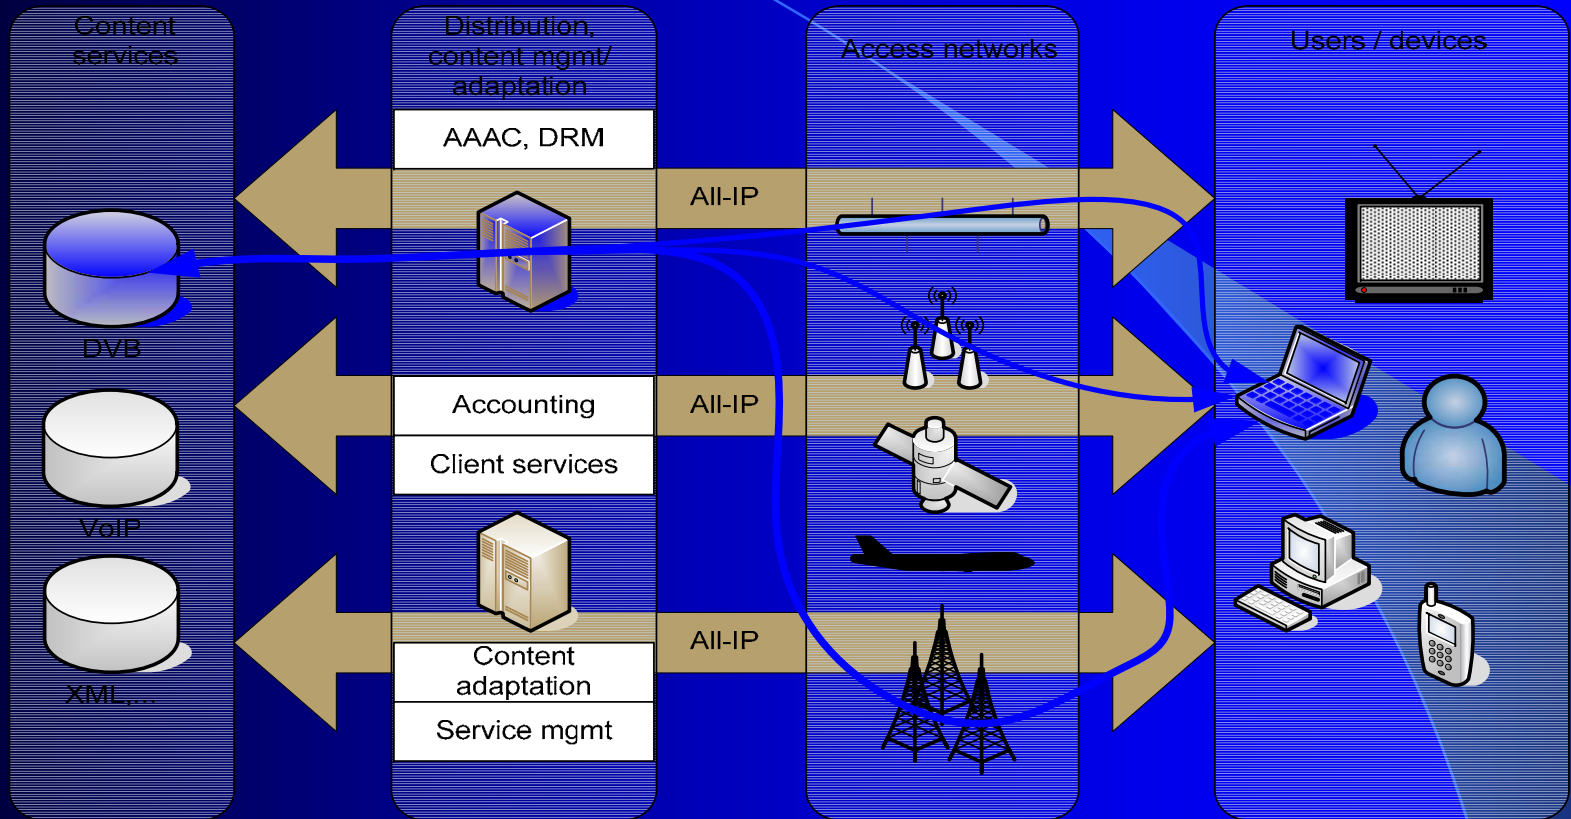 Content
services
Distribution,
content mgmt/
adaptation
Access networks
Users / devices
AAAC, DRM
All-IP
DVB
Accounting
All-IP
Client services
VoIP
All-IP
Content
adaptation
XML,...
Service mgmt